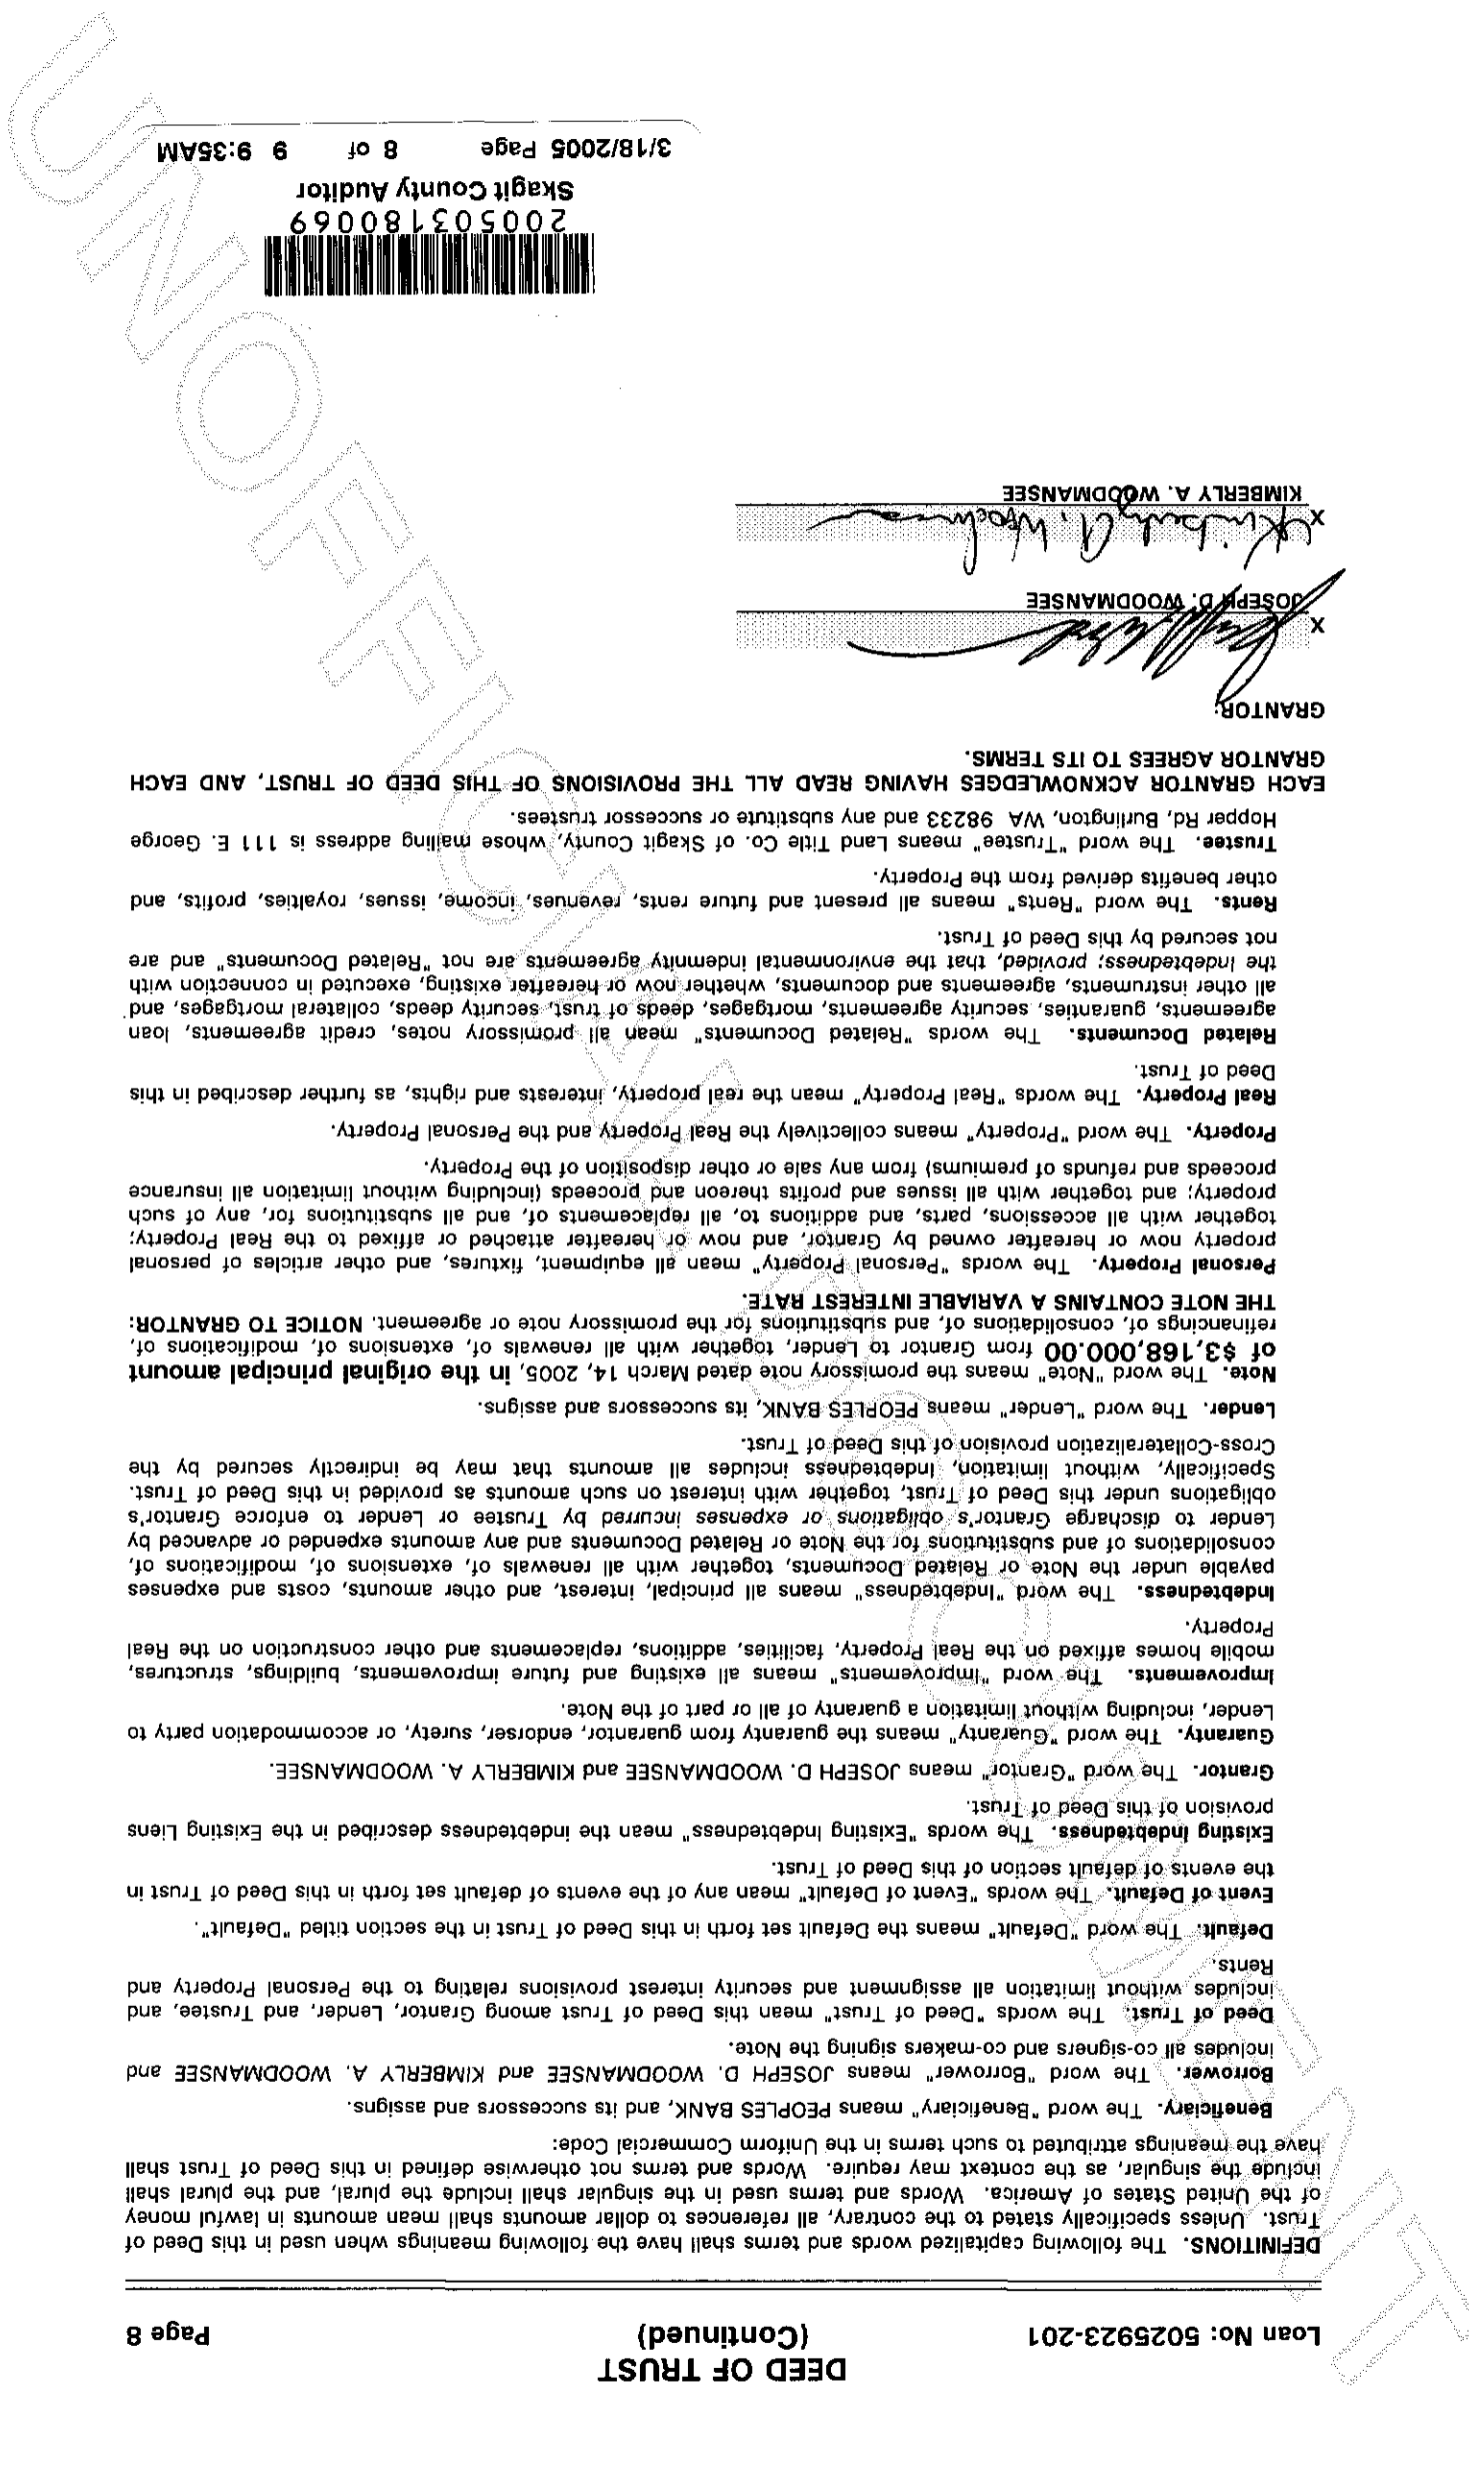 DEED OF TRUST
Loan No: 5025923-201 (Continued) Page 8
DEFINITIONS. The following capitalized words and terms shall have the following meanings when used in this Deed of
Trust. Unless specifically stated to the contrary, all references to dollar amounts shall mean amounts in lawful money
of the United States of America. Words and terms used in the singular shall include the plural, and the plural shall
include the singular, as the context may require. Words and terms not otherwise defined in this Deed of Trust shall
have the meanings attributed to such terms in the Uniform Commercial Code:
Beneficiary. The word "Beneficiary" means PEOPLES BANK, and its successors and assigns.
Borrower. The word "Borrower" means JOSEPH D. WOODMANSEE and KIMBERLY A. WOODMANSEE and
includes all co-signers and co-makers signing the Note.
Deed of Trust. The words "Deed of Trust" mean this Deed of Trust among Grantor, Lender, and Trustee, and
includes without limitation all assignment and security interest provisions relating to the Personal Property and
Rents.
Default. The word "Default" means the Default set forth in this Deed of Trust in the section titled "Default".
Event of Default. The words "Event of Default" mean any of the events of default set forth in this Deed of Trust in
the events of default section of this Deed of Trust.
Existing Indebtedness. The words "Existing Indebtedness" mean the indebtedness described in the Existing Liens
provision of this Deed of Trust.
Grantor. The word "Grantor" means JOSEPH D. WOODMANSEE and KIMBERLY A. WOODMANSEE.
Guaranty. The word "Guaranty" means the guaranty from guarantor, endorser, surety, or accommodation party to
Lender, including without limitation a guaranty of all or part of the Note.
Improvements. The word "Improvements" means all existing and future improvements, buildings, structures,
mobile homes affixed on the Real Property, facilities, additions, replacements and other construction on the Real
Property.
Indebtedness. The word "Indebtedness" means all principal, interest, and other amounts, costs and expenses
payable under the Note or Related Documents, together with all renewals of, extensions of, modifications of,
consolidations of and substitutions for the Note or Related Documents and any amounts expended or advanced by
Lender to discharge Grantor's obligations or expenses incurred by Trustee or Lender to enforce Grantor's
obligations under this Deed of Trust, together with interest on such amounts as provided in this Deed of Trust.
Specifically, without limitation, Indebtedness includes all amounts that may be indirectly secured by the
Cross-Collateralization provision of this Deed of Trust.
Lender. The word "Lender" means PEOPLES BANK, its successors and assigns.
Note. The word "Note" means the promissory note dated March 14, 2005, in the original principal amount
of $3,168,000.00 from Grantor to Lender, together with all renewals of, extensions of, modifications of,
refinancings of, consolidations of, and substitutions for the promissory note or agreement. NOTICE TO GRANTOR:
THE NOTE CONTAINS A VARIABLE INTEREST RATE.
Personal Property. The words "Personal Property" mean all equipment, fixtures, and other articles of personal
property now or hereafter owned by Grantor, and now or hereafter attached or affixed to the Real Property;
together with all accessions, parts, and additions to, all replacements of, and all substitutions for, any of such
property; and together with all issues and profits thereon and proceeds (including without limitation all insurance
proceeds and refunds of premiums) from any sale or other disposition of the Property.
Property. The word "Property" means collectively the Real Property and the Personal Property.
Real Property. The words "Real Property" mean the real property, interests and rights, as further described in this
Deed of Trust.
Related Documents. The words "Related Documents" mean all promissory notes, credit agreements, loan
agreements, guaranties, security agreements, mortgages, deeds of trust, security deeds, collateral mortgages, and
all other instruments, agreements and documents, whether now or hereafter existing, executed in connection with
the Indebtedness; provided, that the environmental indemnity agreements are not "Related Documents" and are
not secured by this Deed of Trust.
Rents. The word "Rents" means all present and future rents, revenues, income, issues, royalties, profits, and
other benefits derived from the Property.
Trustee. The word "Trustee" means Land Title Co. of Skagit County, whose mailing address is 111 E. George
Hopper Rd, Burlington, WA 98233 and any substitute or successor trustees.
EACH GRANTOR ACKNOWLEDGES HAVING READ ALL THE PROVISIONS OF THIS DEED OF TRUST, AND EACH
GRANTOR AGREES TO ITS TERMS.
GRANTOR:
X
JOSEPH D. WOODMANSEE
X Kimberly A. Woodmansee
KIMBERLY A. WOODMANSEE
200503180069
Skagit County Auditor
3/18/2005 Page 8 of 9 9:35AM
UNOFFICIAL DOCUMENT